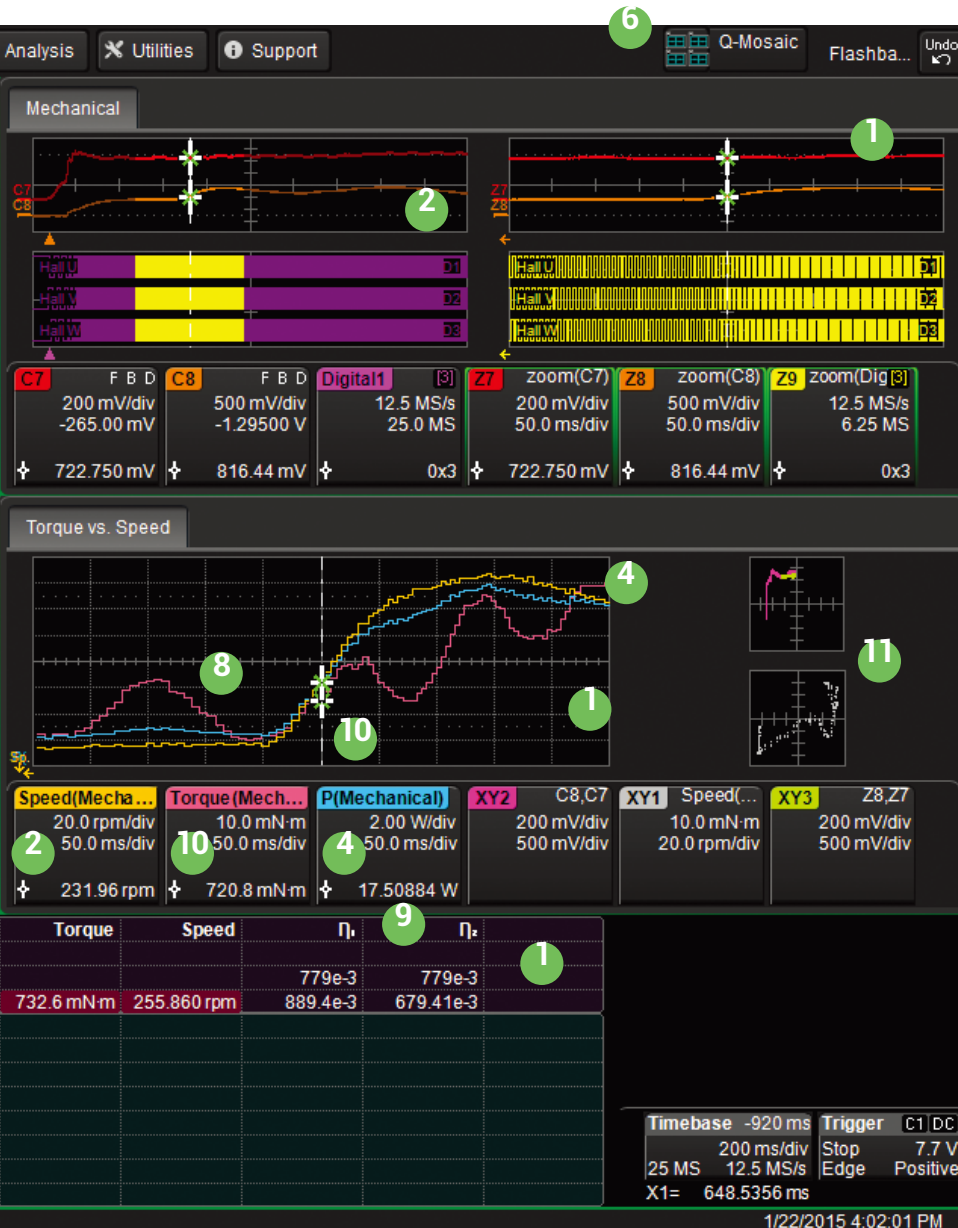 6
Analysis Utilities Support Q-Mosaic Flashba... Undo
Mechanical
1
C7
C8
2
Z7
Z8
Hall U D1
Hall V D2
Hall W D3
Hall U D1
Hall V D2
Hall W D3
C7 F B D
200 mV/div
-265.00 mV
722.750 mV
C8 F B D
500 mV/div
-1.29500 V
816.44 mV
Digital1 [3]
12.5 MS/s
25.0 MS
0x3
Z7 zoom(C7)
200 mV/div
50.0 ms/div
722.750 mV
Z8 zoom(C8)
500 mV/div
50.0 ms/div
816.44 mV
Z9 zoom(Dig [3]
12.5 MS/s
6.25 MS
0x3
Torque vs. Speed
4
8
11
1
10
Speed(Mecha...
20.0 rpm/div
2 50.0 ms/div
231.96 rpm
Torque(Mech...
10.0 mN·m
10 50.0 ms/div
720.8 mN·m
P(Mechanical)
2.00 W/div
4 50.0 ms/div
17.50884 W
XY2 C8,C7
200 mV/div
500 mV/div
XY1 Speed(...
10.0 mN·m
20.0 rpm/div
XY3 Z8,Z7
200 mV/div
500 mV/div
Torque Speed η₁ 9 η₂
1
779e-3 779e-3
732.6 mN·m 255.860 rpm 889.4e-3 679.41e-3
Timebase -920 ms
200 ms/div
25 MS 12.5 MS/s
Trigger C1 DC
Stop 7.7 V
Edge Positive
X1= 648.5356 ms
1/22/2015 4:02:01 PM